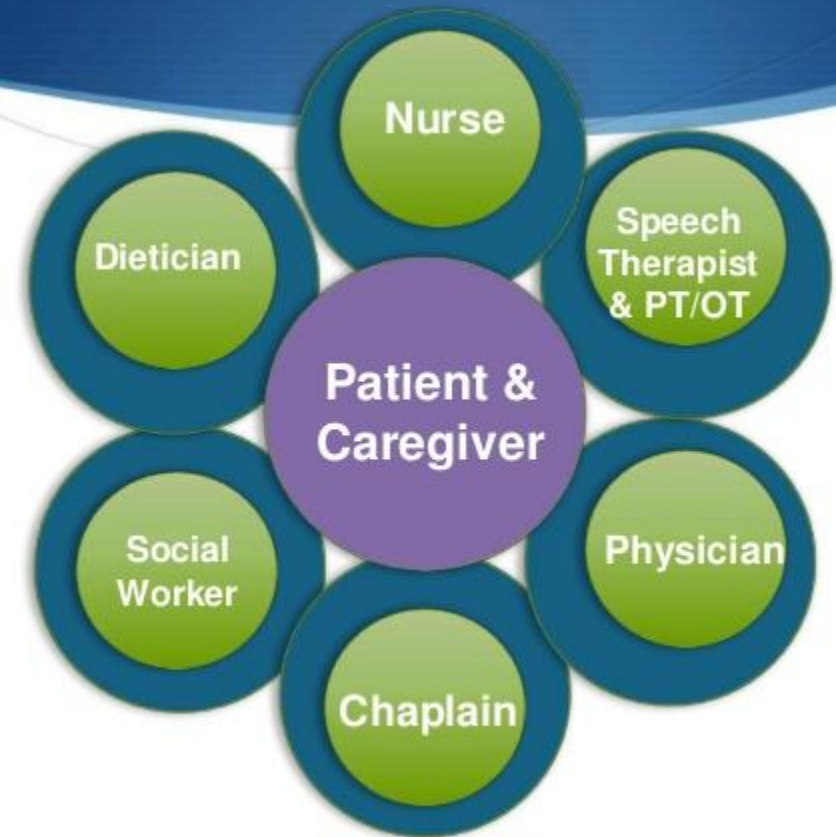 Nurse
Speech
Therapist
& PT/OT
Physician
Chaplain
Social
Worker
Dietician
Patient &
Caregiver